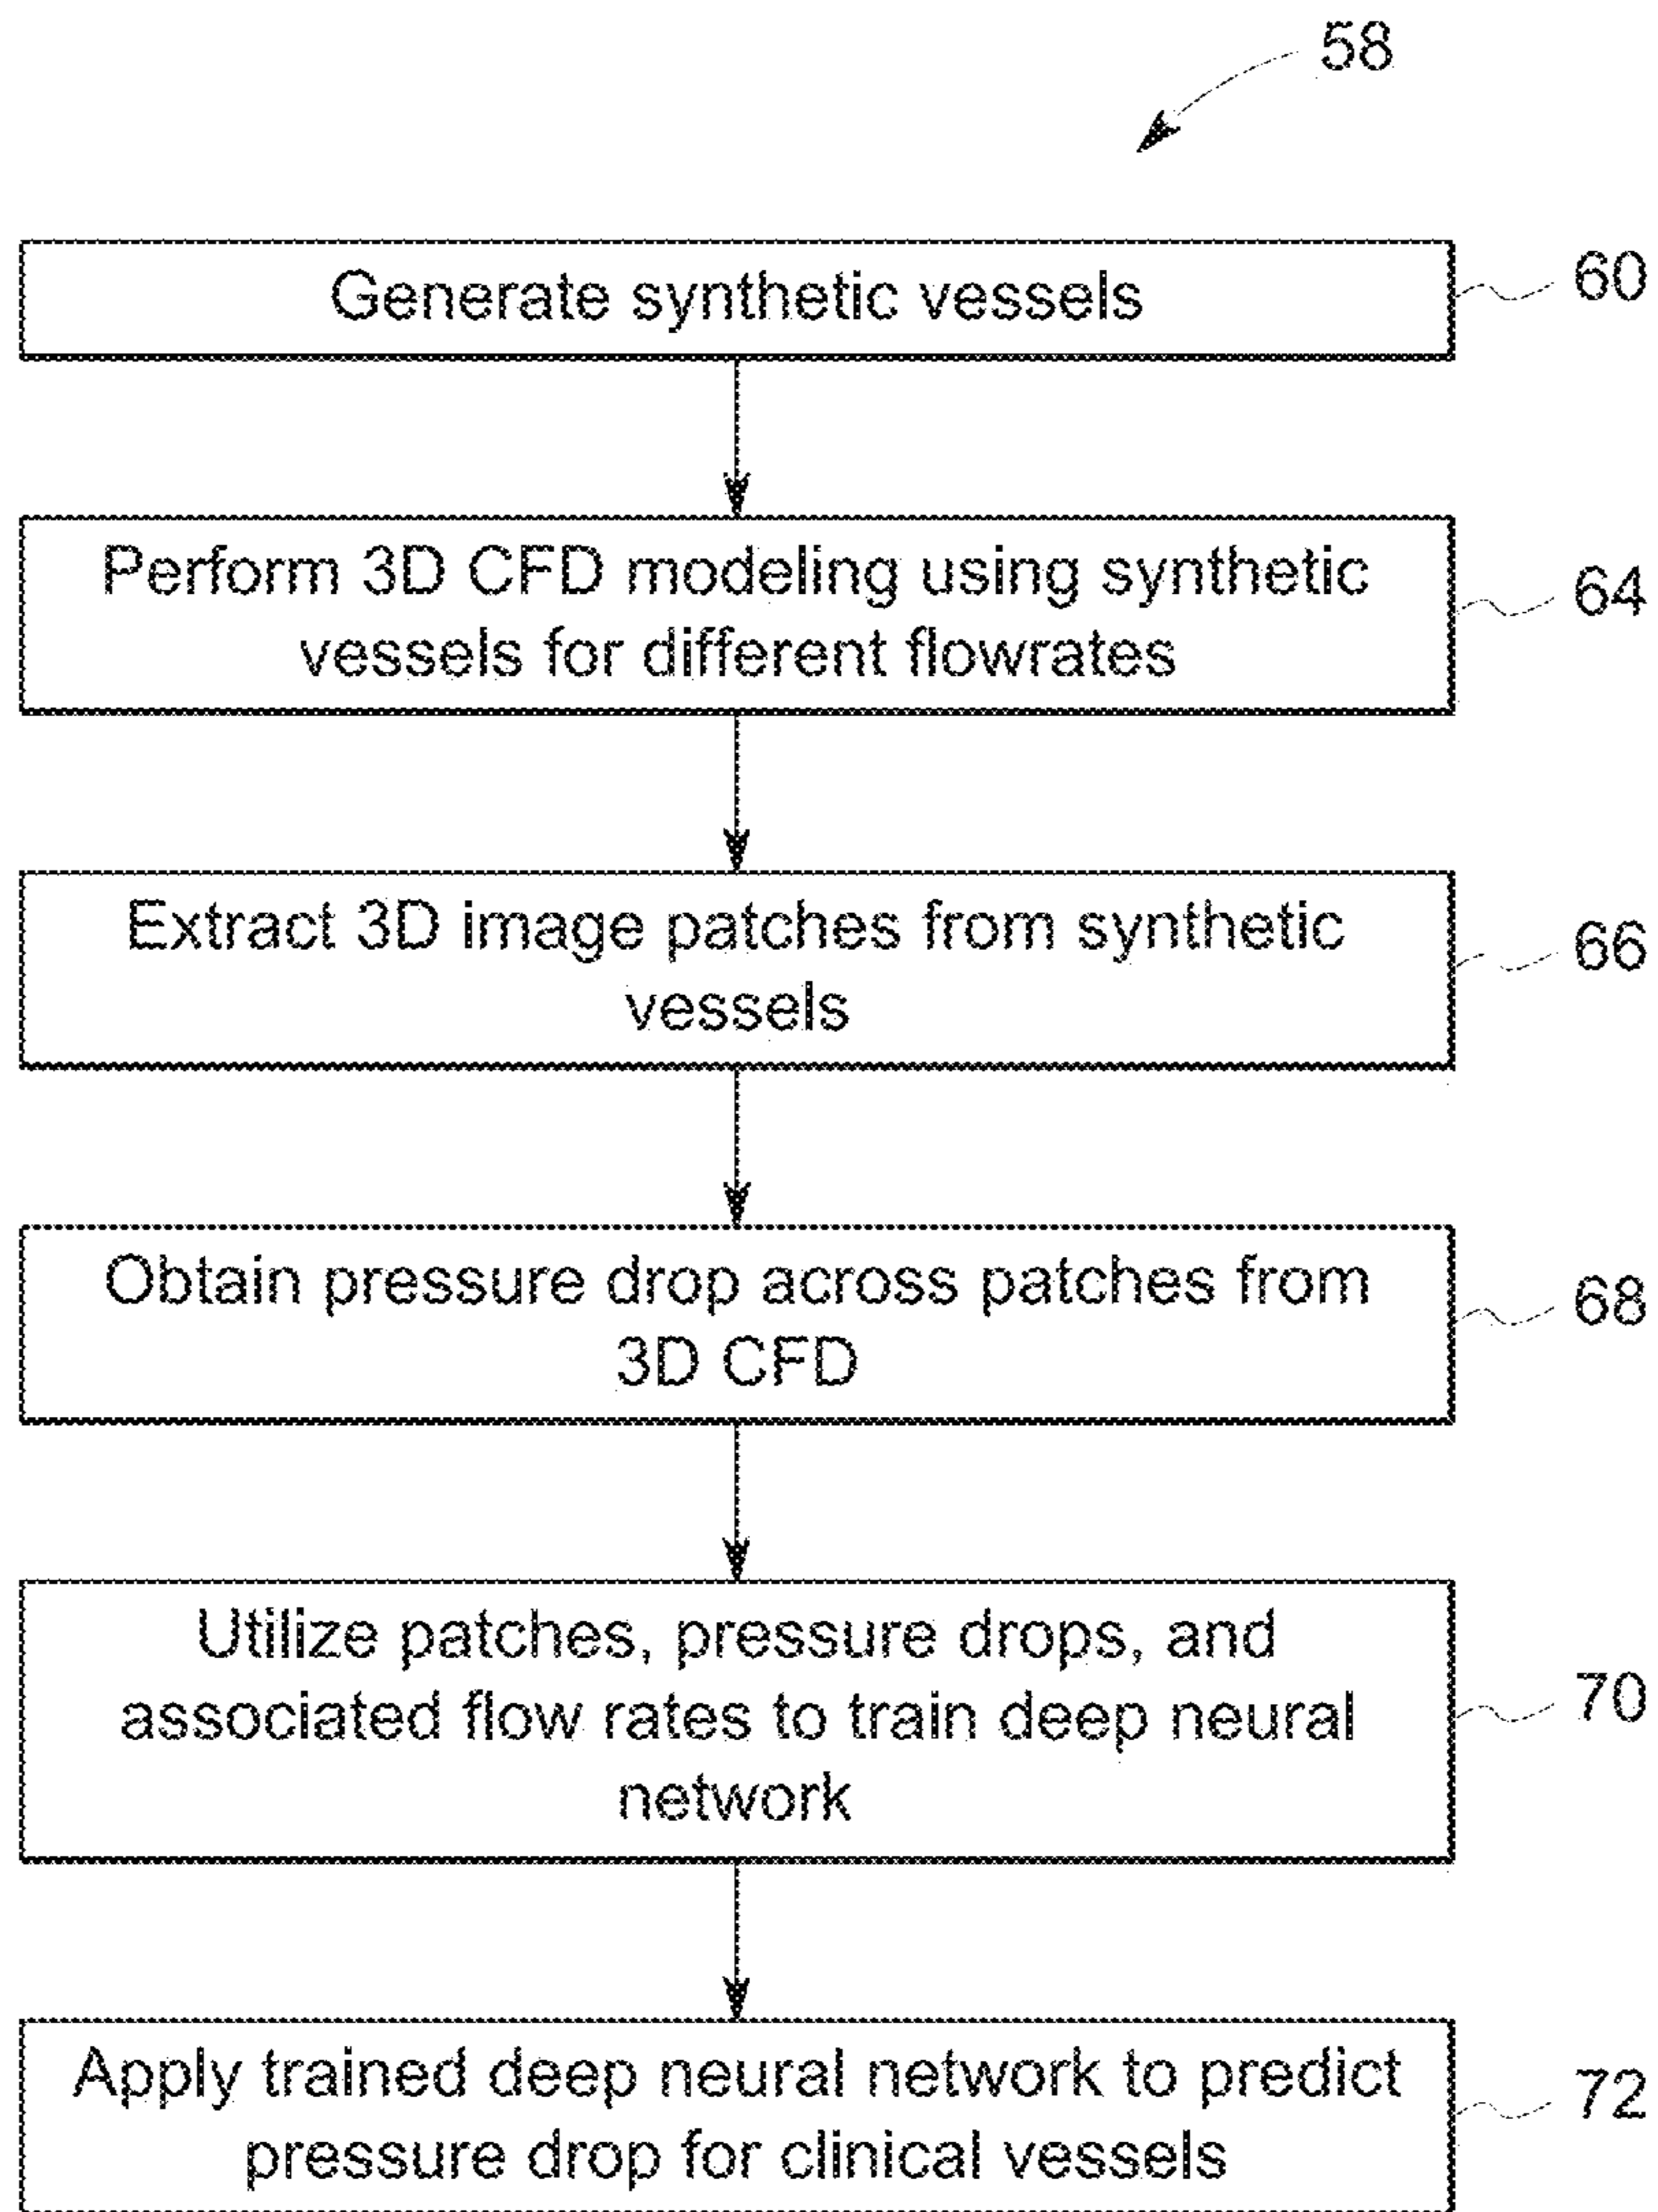 58
Generate synthetic vessels
60
Perform 3D CFD modeling using synthetic
vessels for different flowrates
64
Extract 3D image patches from synthetic
vessels
66
Obtain pressure drop across patches from
3D CFD
68
Utilize patches, pressure drops, and
associated flow rates to train deep neural
network
70
Apply trained deep neural network to predict
pressure drop for clinical vessels
72